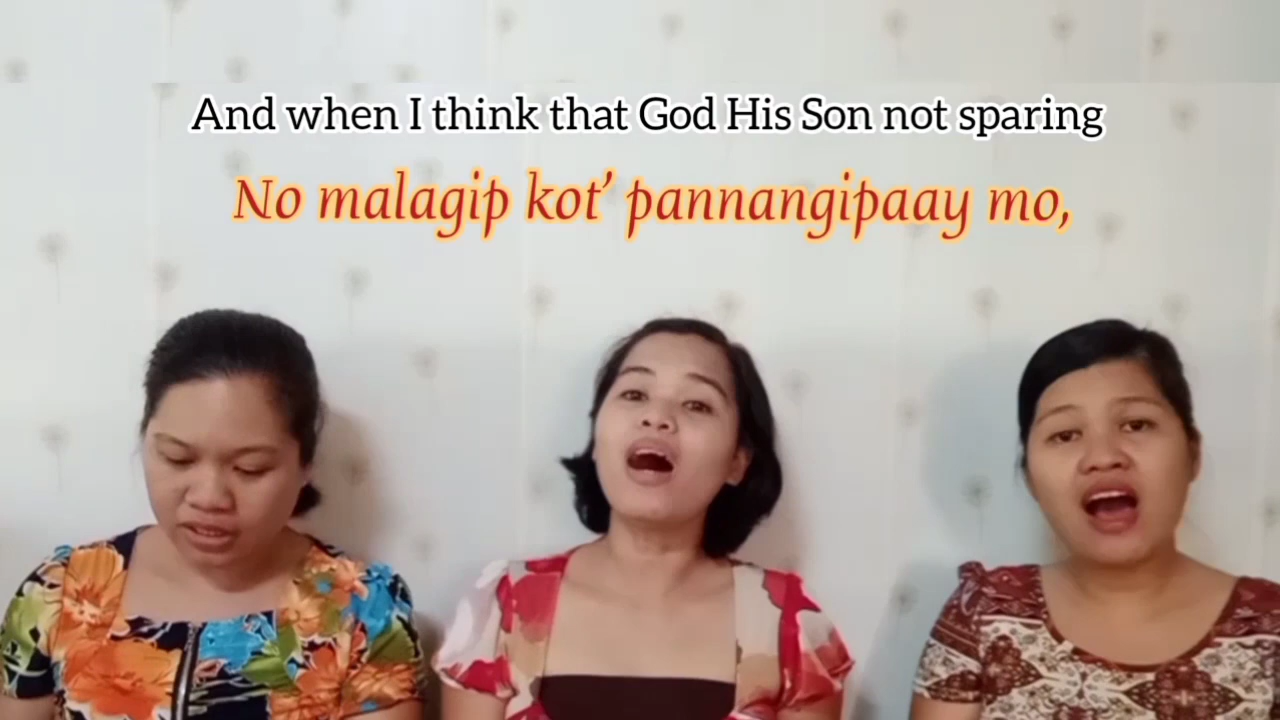 And when I think that God His Son not sparing
No malagip kot’ pannangipaay mo,